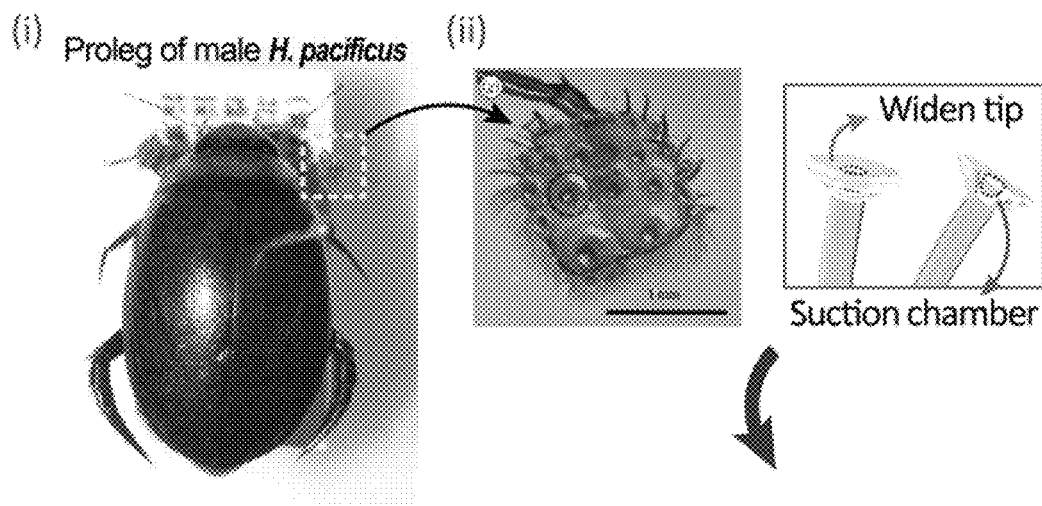 (i)
Proleg of male H. pacificus
(ii)
Widen tip
Suction chamber